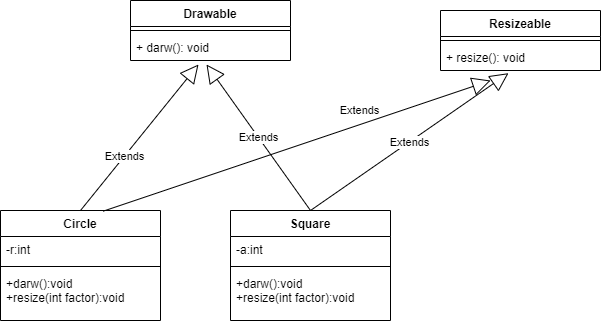 Drawable
+ darw(): void
Resizeable
+ resize(): void
Extends
Extends
Extends
Extends
Circle
-r:int
+darw():void
+resize(int factor):void
Square
-a:int
+darw():void
+resize(int factor):void